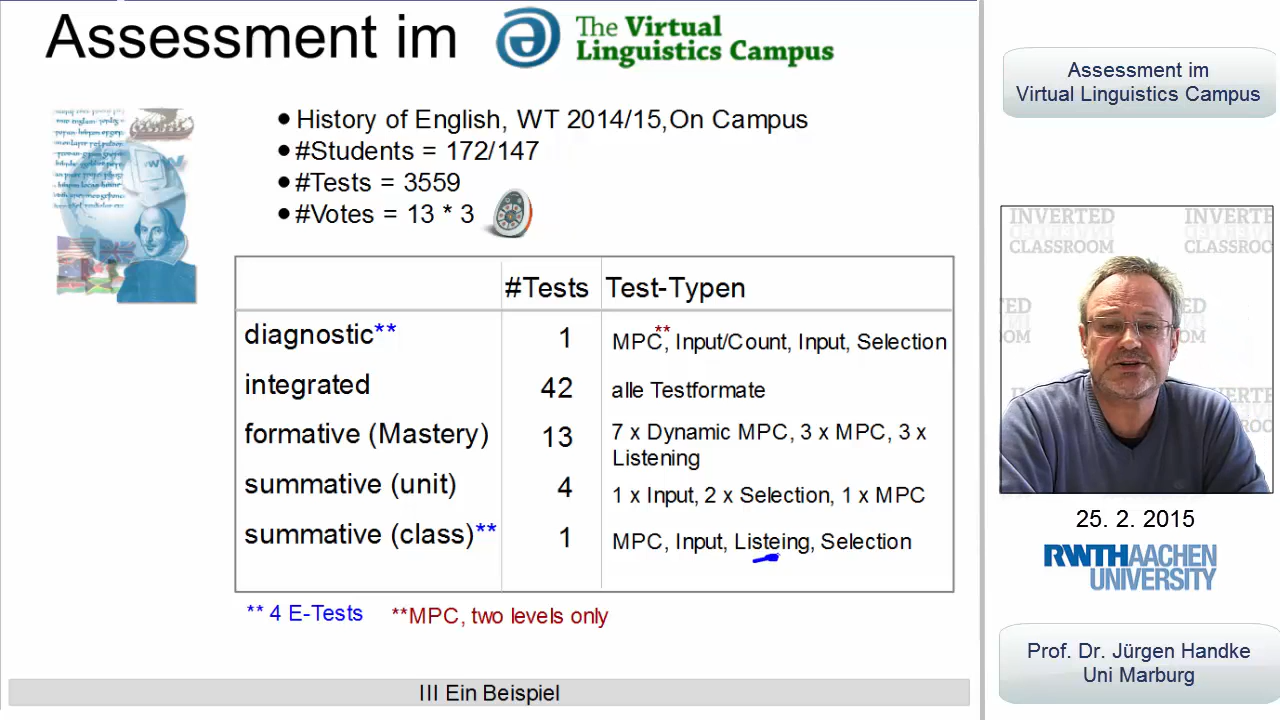 Assessment im
The Virtual
Linguistics Campus
• History of English, WT 2014/15,On Campus
• #Students = 172/147
• #Tests = 3559
• #Votes = 13 * 3
#Tests Test-Typen
diagnostic** 1 MPC**, Input/Count, Input, Selection
integrated 42 alle Testformate
formative (Mastery) 13 7 x Dynamic MPC, 3 x MPC, 3 x
Listening
summative (unit) 4 1 x Input, 2 x Selection, 1 x MPC
summative (class)** 1 MPC, Input, Listeing, Selection
** 4 E-Tests **MPC, two levels only
III Ein Beispiel
Assessment im
Virtual Linguistics Campus
INVERTED INVERTED
CLASSROOM CLASSROOM
25. 2. 2015
RWTHAACHEN
UNIVERSITY
Prof. Dr. Jürgen Handke
Uni Marburg